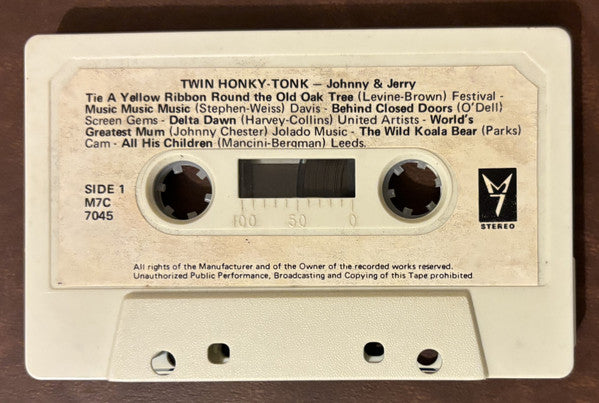 TWIN HONKY-TONK — Johnny & Jerry
Tie A Yellow Ribbon Round the Old Oak Tree (Levine-Brown) Festival -
Music Music Music (Stephen-Weiss) Davis - Behind Closed Doors (O'Dell)
Screen Gems - Delta Dawn (Harvey-Collins) United Artists - World's
Greatest Mum (Johnny Chester) Jolado Music - The Wild Koala Bear (Parks)
Cam - All His Children (Mancini-Bergman) Leeds.
SIDE 1
M7C
7045
100 50 0
M7
STEREO
All rights of the Manufacturer and of the Owner of the recorded works reserved.
Unauthorized Public Performance, Broadcasting and Copying of this Tape prohibited.